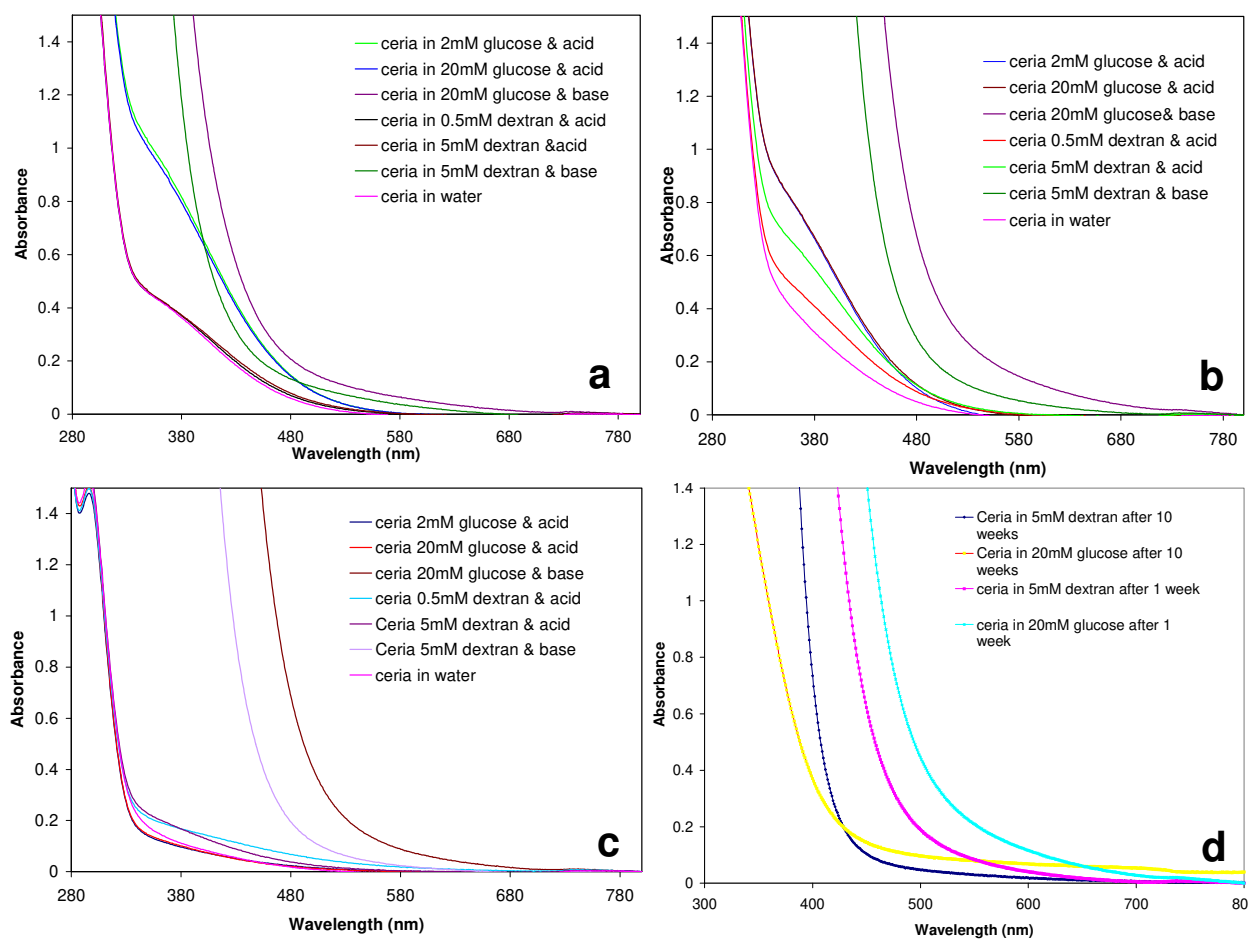 1.4
1.2
1
0.8
0.6
0.4
0.2
0
280
380
480
580
680
780
Absorbance
Wavelength (nm)
ceria in 2mM glucose & acid
ceria in 20mM glucose & acid
ceria in 20mM glucose & base
ceria in 0.5mM dextran & acid
ceria in 5mM dextran &acid
ceria in 5mM dextran & base
ceria in water
a
1.4
1.2
1
0.8
0.6
0.4
0.2
0
280
380
480
580
680
780
Absorbance
Wavelength (nm)
ceria 2mM glucose & acid
ceria 20mM glucose & acid
ceria 20mM glucose& base
ceria 0.5mM dextran & acid
ceria 5mM dextran & acid
ceria 5mM dextran & base
ceria in water
b
1.4
1.2
1
0.8
0.6
0.4
0.2
0
280
380
480
580
680
780
Absorbance
Wavelength (nm)
ceria 2mM glucose & acid
ceria 20mM glucose & acid
ceria 20mM glucose & base
ceria 0.5mM dextran & acid
Ceria 5mM dextran & acid
Ceria 5mM dextran & base
ceria in water
c
1.4
1.2
1
0.8
0.6
0.4
0.2
0
300
400
500
600
700
80
Absorbance
Wavelength (nm)
Ceria in 5mM dextran after 10
weeks
Ceria in 20mM glucose after 10
weeks
ceria in 5mM dextran after 1 week
ceria in 20mM glucose after 1
week
d